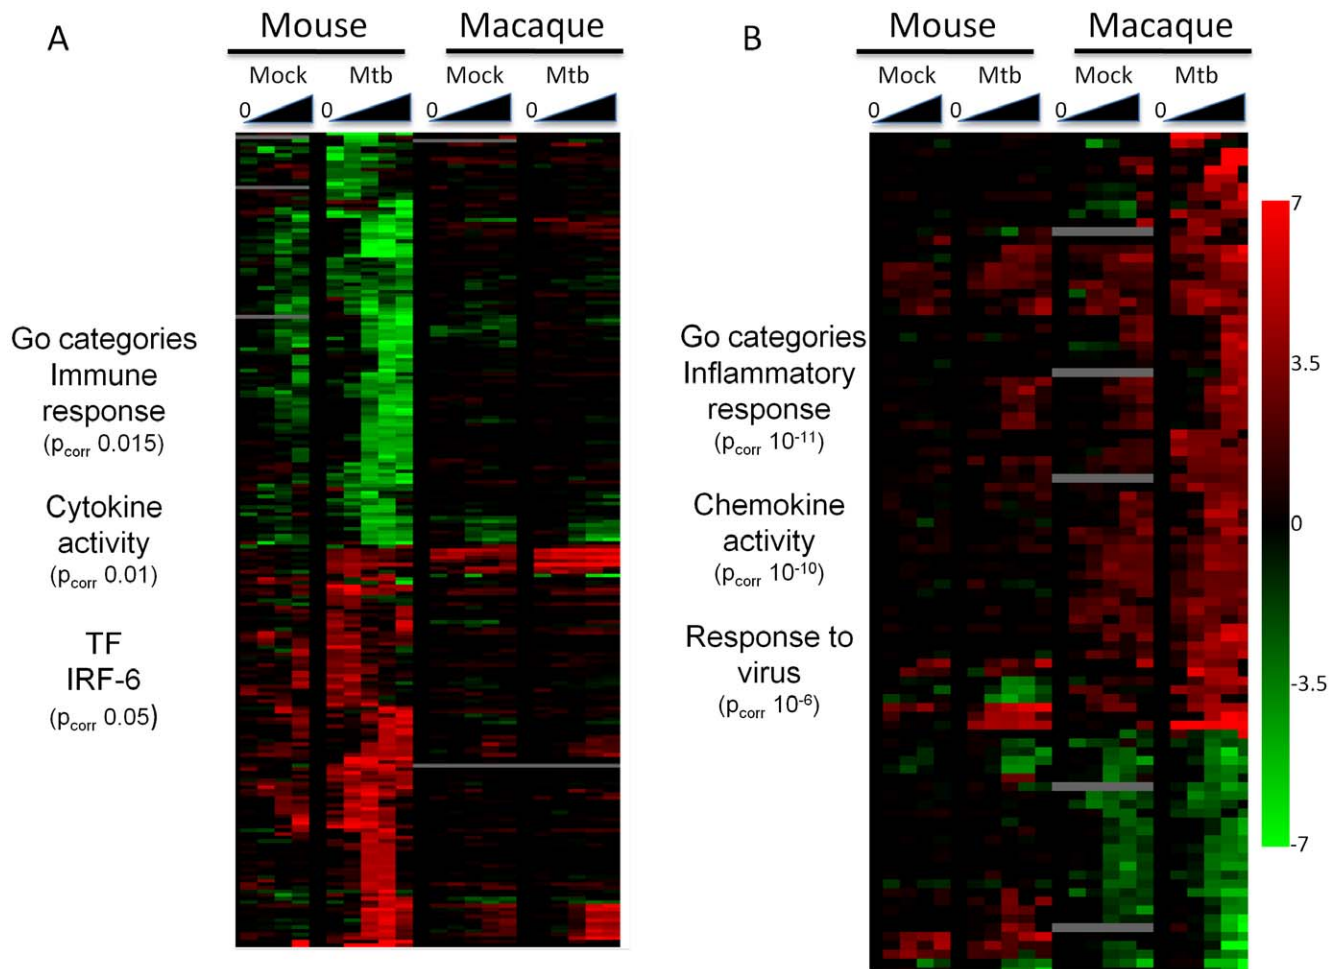 A
Mouse
Macaque
Mock
Mtb
Mock
Mtb
0
0
0
0
Go categories
Immune
response
(pcorr 0.015)
Cytokine
activity
(pcorr 0.01)
TF
IRF-6
(pcorr 0.05)
B
Mouse
Macaque
Mock
Mtb
Mock
Mtb
0
0
0
0
Go categories
Inflammatory
response
(pcorr 10-11)
Chemokine
activity
(pcorr 10-10)
Response to
virus
(pcorr 10-6)
7
3.5
0
-3.5
-7